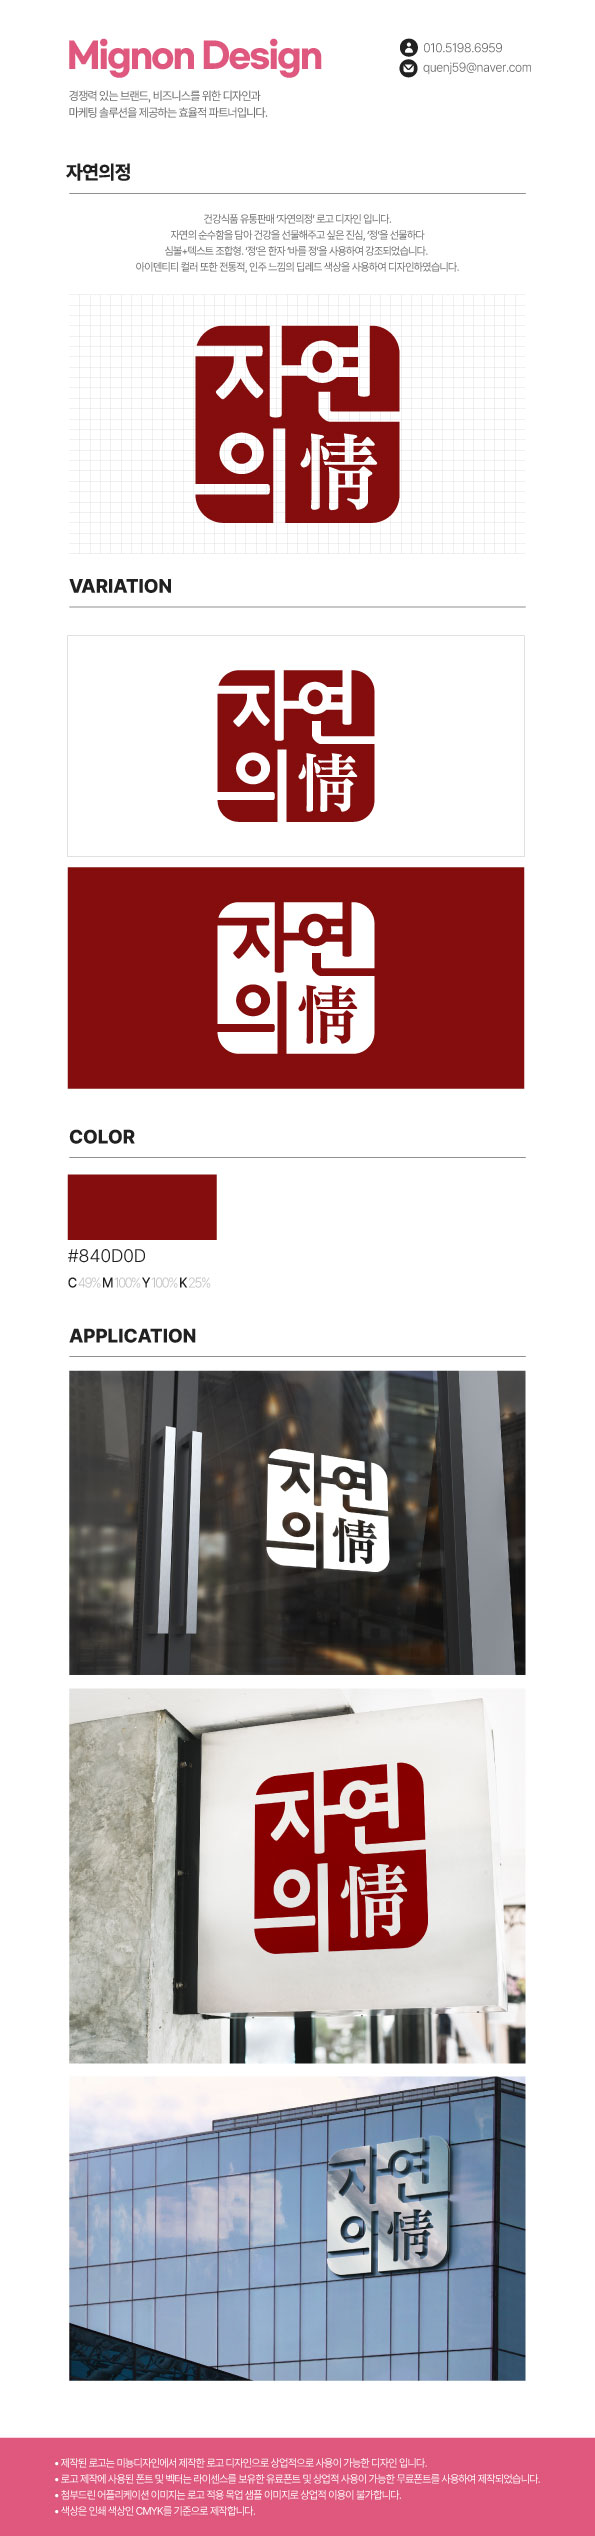 Mignon Design
010.5198.6959
quenj59@naver.com
경쟁력 있는 브랜드, 비즈니스를 위한 디자인과
마케팅 솔루션을 제공하는 효율적 파트너입니다.
자연의정
건강식품 유통판매 '자연의정' 로고 디자인 입니다.
자연의 순수함을 담아 건강을 선물해주고 싶은 진심, '정'을 선물하다
심볼+텍스트 조합형. '정'은 한자 '바를 정'을 사용하여 강조되었습니다.
아이덴티티 컬러 또한 전통적, 인주 느낌의 딥레드 색상을 사용하여 디자인하였습니다.
자연
의情
VARIATION
자연
의情
자연
의情
COLOR
#840D0D
C49% M100% Y100% K25%
APPLICATION
자연
의情
자연
의情
자연
의情
• 제작된 로고는 미뇽디자인에서 제작한 로고 디자인으로 상업적으로 사용이 가능한 디자인 입니다.
• 로고 제작에 사용된 폰트 및 벡터는 라이센스를 보유한 유료폰트 및 상업적 사용이 가능한 무료폰트를 사용하여 제작되었습니다.
• 첨부드린 어플리케이션 이미지는 로고 적용 목업 샘플 이미지로 상업적 이용이 불가합니다.
• 색상은 인쇄 색상인 CMYK를 기준으로 제작합니다.